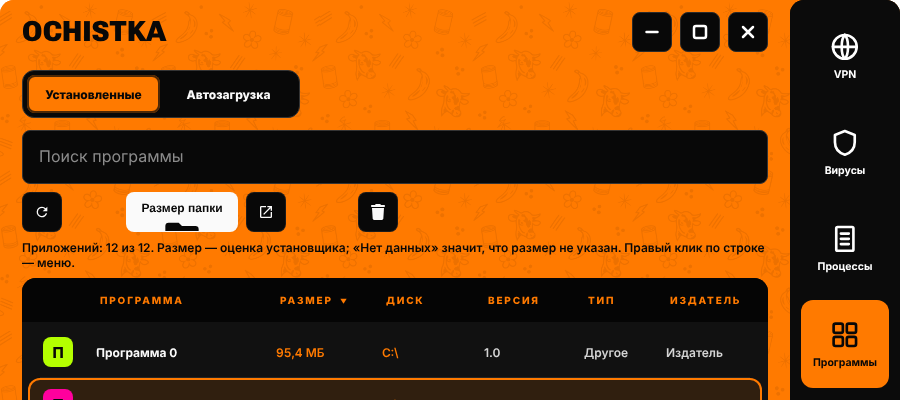 OCHISTKA
VPN
Установленные
Автозагрузка
Поиск программы
Вирусы
Размер папки
Приложений: 12 из 12. Размер — оценка установщика; «Нет данных» значит, что размер не указан. Правый клик по строке
— меню.
Процессы
ПРОГРАММА РАЗМЕР ▼ ДИСК ВЕРСИЯ ТИП ИЗДАТЕЛЬ
П Программа 0 95,4 МБ C:\ 1.0 Другое Издатель
Программы